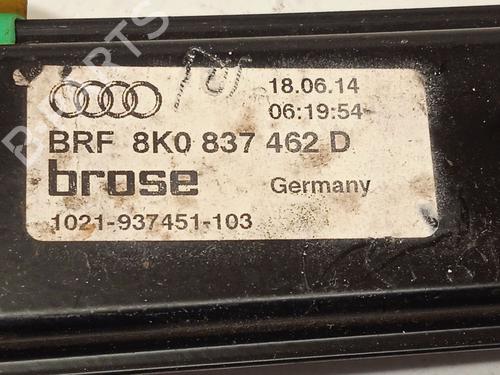 18.06.14
06:19:54
BRF 8K0 837 462 D
brose Germany
1021-937451-103